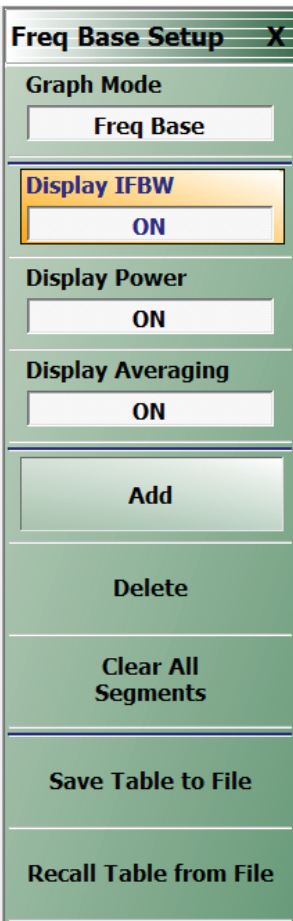 Freq Base Setup X
Graph Mode
Freq Base
Display IFBW
ON
Display Power
ON
Display Averaging
ON
Add
Delete
Clear All
Segments
Save Table to File
Recall Table from File